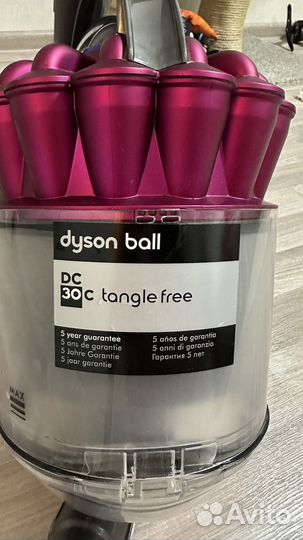 dyson ball
DC
30 C tangle free
5 year guarantee
5 ans de garantie
5 Jahre Garantie
5 jaar garantie
5 años de garantía
5 anni di garanzia
Гарантия 5 лет
MAX
Avito